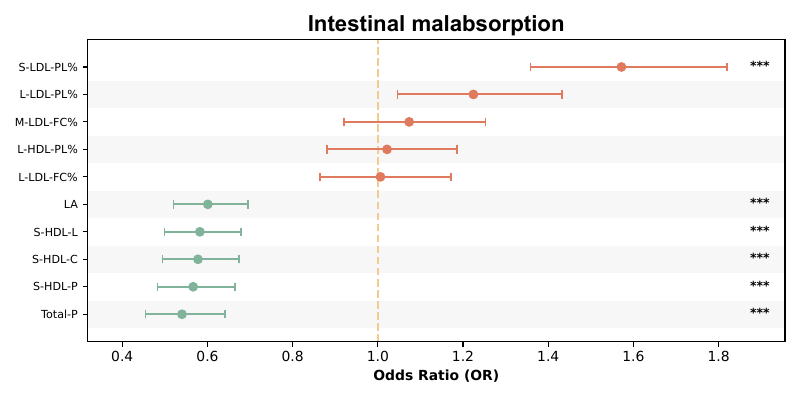 Intestinal malabsorption
S-LDL-PL% ***
L-LDL-PL%
M-LDL-FC%
L-HDL-PL%
L-LDL-FC%
LA ***
S-HDL-L ***
S-HDL-C ***
S-HDL-P ***
Total-P ***
0.4 0.6 0.8 1.0 1.2 1.4 1.6 1.8
Odds Ratio (OR)